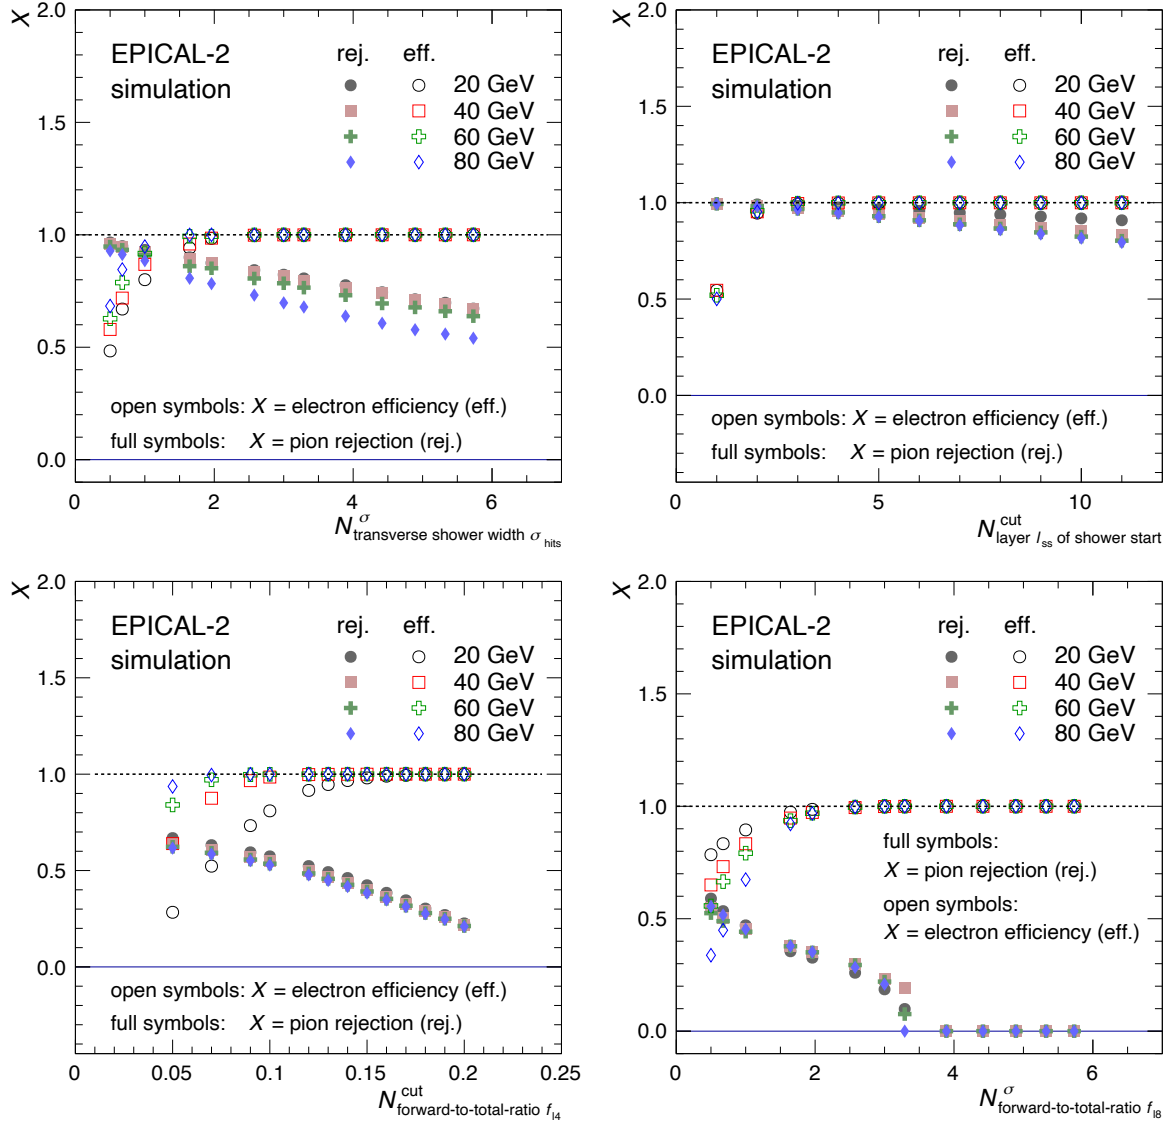 X
2.0
1.5
1.0
0.5
0.0
EPICAL-2
simulation
rej. eff.
20 GeV
40 GeV
60 GeV
80 GeV
open symbols: X = electron efficiency (eff.)
full symbols: X = pion rejection (rej.)
0 2 4 6
N^σ_transverse shower width σ_hits
X
2.0
1.5
1.0
0.5
0.0
EPICAL-2
simulation
rej. eff.
20 GeV
40 GeV
60 GeV
80 GeV
open symbols: X = electron efficiency (eff.)
full symbols: X = pion rejection (rej.)
0 5 10
N^cut_layer l_ss of shower start
X
2.0
1.5
1.0
0.5
0.0
EPICAL-2
simulation
rej. eff.
20 GeV
40 GeV
60 GeV
80 GeV
open symbols: X = electron efficiency (eff.)
full symbols: X = pion rejection (rej.)
0 0.05 0.1 0.15 0.2 0.25
N^cut_forward-to-total-ratio f_l4
X
2.0
1.5
1.0
0.5
0.0
EPICAL-2
simulation
rej. eff.
20 GeV
40 GeV
60 GeV
80 GeV
full symbols:
X = pion rejection (rej.)
open symbols:
X = electron efficiency (eff.)
0 2 4 6
N^σ_forward-to-total-ratio f_l8